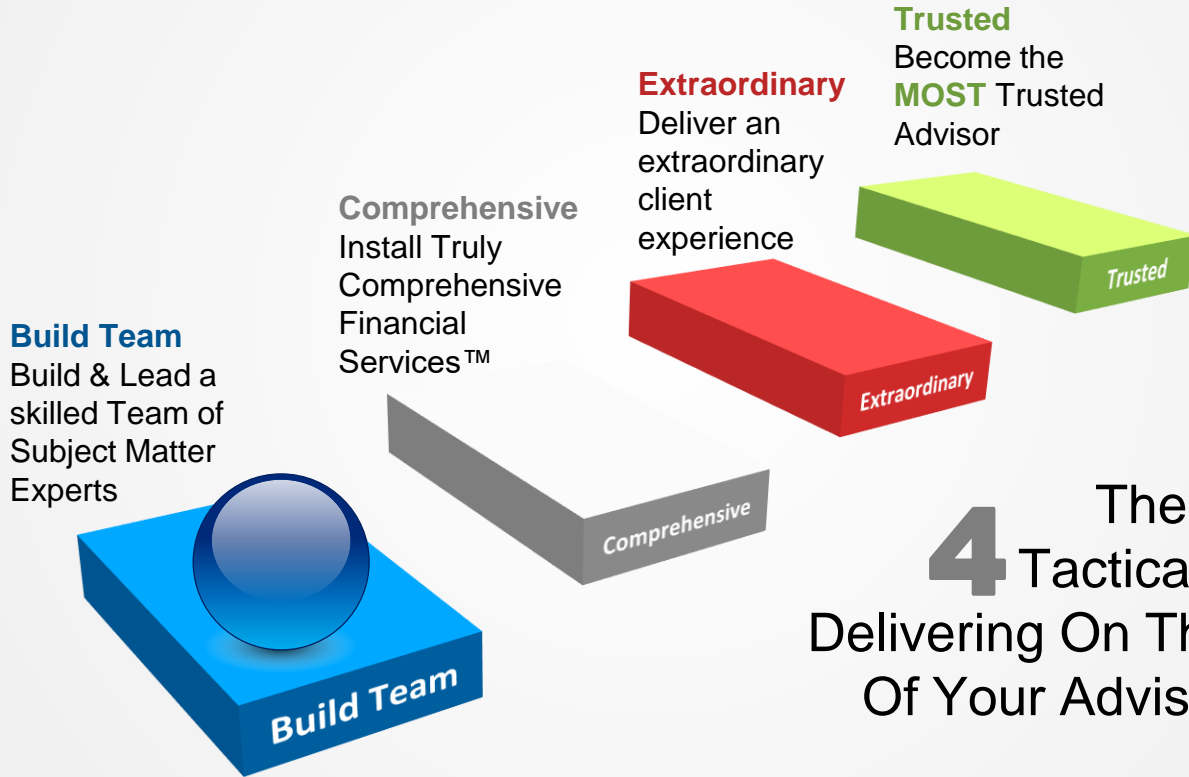 Trusted
Become the
MOST Trusted
Advisor
Extraordinary
Deliver an
extraordinary
client
experience
Comprehensive
Install Truly
Comprehensive
Financial
Services™
Build Team
Build & Lead a
skilled Team of
Subject Matter
Experts
Trusted
Extraordinary
Comprehensive
Build Team
The
4 Tactica
Delivering On Th
Of Your Advis